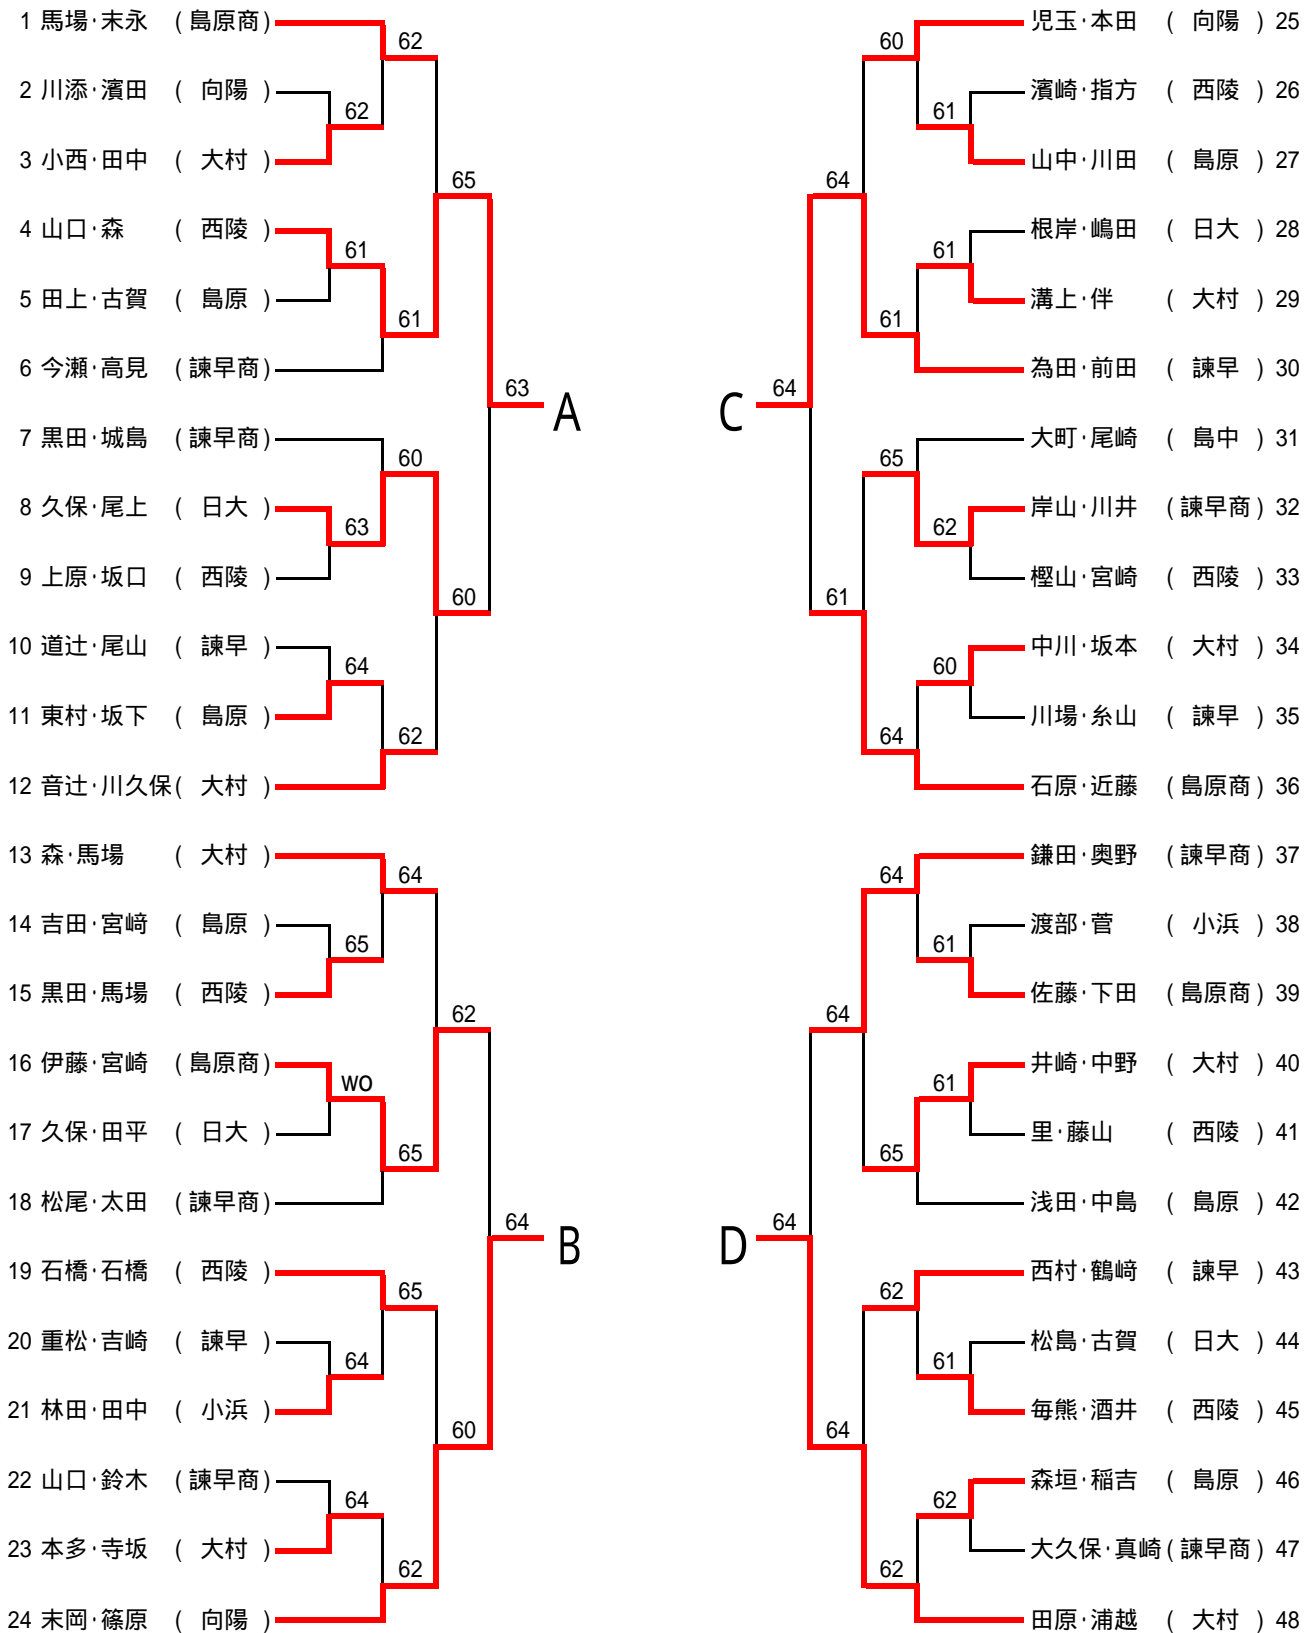 1 馬場·末永 (島原商)
62
2 川添·濱田 ( 向陽 )
62
3 小西·田中 ( 大村 )
65
4 山口·森 ( 西陵 )
61
5 田上·古賀 ( 島原 )
61
6 今瀬·高見 (諫早商)
63
A
7 黒田·城島 (諫早商)
60
8 久保·尾上 ( 日大 )
63
9 上原·坂口 ( 西陵 )
60
10 道辻·尾山 ( 諫早 )
64
11 東村·坂下 ( 島原 )
62
12 音辻·川久保( 大村 )
13 森·馬場 ( 大村 )
64
14 吉田·宮﨑 ( 島原 )
65
15 黒田·馬場 ( 西陵 )
62
16 伊藤·宮崎 (島原商)
WO
17 久保·田平 ( 日大 )
65
18 松尾·太田 (諫早商)
64
B
19 石橋·石橋 ( 西陵 )
65
20 重松·吉崎 ( 諫早 )
64
21 林田·田中 ( 小浜 )
60
22 山口·鈴木 (諫早商)
64
23 本多·寺坂 ( 大村 )
62
24 末岡·篠原 ( 向陽 )
児玉·本田 ( 向陽 ) 25
60
濱崎·指方 ( 西陵 ) 26
61
山中·川田 ( 島原 ) 27
64
根岸·嶋田 ( 日大 ) 28
61
溝上·伴 ( 大村 ) 29
61
為田·前田 ( 諫早 ) 30
64
C
大町·尾崎 ( 島中 ) 31
65
岸山·川井 (諫早商) 32
62
樫山·宮崎 ( 西陵 ) 33
61
中川·坂本 ( 大村 ) 34
60
川場·糸山 ( 諫早 ) 35
64
石原·近藤 (島原商) 36
鎌田·奥野 (諫早商) 37
64
渡部·菅 ( 小浜 ) 38
61
佐藤·下田 (島原商) 39
64
井崎·中野 ( 大村 ) 40
61
里·藤山 ( 西陵 ) 41
65
浅田·中島 ( 島原 ) 42
64
D
西村·鶴﨑 ( 諫早 ) 43
62
松島·古賀 ( 日大 ) 44
61
毎熊·酒井 ( 西陵 ) 45
64
森垣·稲吉 ( 島原 ) 46
62
大久保·真崎(諫早商) 47
62
田原·浦越 ( 大村 ) 48